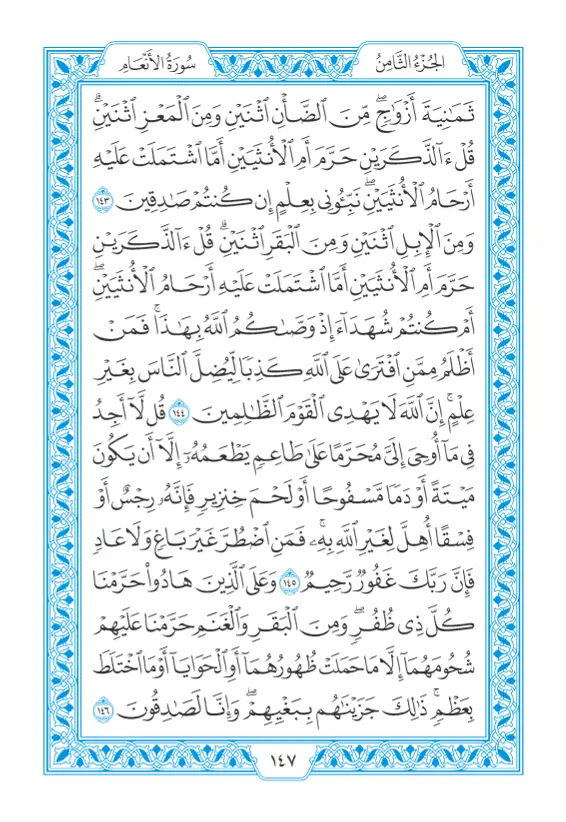 الجُزْءُ الثَّامِنُ
سُورَةُ الأَنْعَامِ
ثَمَٰنِيَةَ أَزْوَٰجٖۖ مِّنَ ٱلضَّأۡنِ ٱثۡنَيۡنِ وَمِنَ ٱلۡمَعۡزِ ٱثۡنَيۡنِۗ
قُلۡ ءَآلذَّكَرَيۡنِ حَرَّمَ أَمِ ٱلۡأُنثَيَيۡنِ أَمَّا ٱشۡتَمَلَتۡ عَلَيۡهِ
أَرۡحَامُ ٱلۡأُنثَيَيۡنِۖ نَبِّـُٔونِي بِعِلۡمٍ إِن كُنتُمۡ صَٰدِقِينَ ١٤٣
وَمِنَ ٱلۡإِبِلِ ٱثۡنَيۡنِ وَمِنَ ٱلۡبَقَرِ ٱثۡنَيۡنِۗ قُلۡ ءَآلذَّكَرَيۡنِ
حَرَّمَ أَمِ ٱلۡأُنثَيَيۡنِ أَمَّا ٱشۡتَمَلَتۡ عَلَيۡهِ أَرۡحَامُ ٱلۡأُنثَيَيۡنِۖ
أَمۡ كُنتُمۡ شُهَدَآءَ إِذۡ وَصَّىٰكُمُ ٱللَّهُ بِهَٰذَاۚ فَمَنۡ
أَظۡلَمُ مِمَّنِ ٱفۡتَرَىٰ عَلَى ٱللَّهِ كَذِبٗا لِّيُضِلَّ ٱلنَّاسَ بِغَيۡرِ
عِلۡمٍۚ إِنَّ ٱللَّهَ لَا يَهۡدِي ٱلۡقَوۡمَ ٱلظَّٰلِمِينَ ١٤٤ قُل لَّآ أَجِدُ
فِي مَآ أُوحِيَ إِلَيَّ مُحَرَّمًا عَلَىٰ طَاعِمٖ يَطۡعَمُهُۥٓ إِلَّآ أَن يَكُونَ
مَيۡتَةً أَوۡ دَمٗا مَّسۡفُوحًا أَوۡ لَحۡمَ خِنزِيرٖ فَإِنَّهُۥ رِجۡسٌ أَوۡ
فِسۡقًا أُهِلَّ لِغَيۡرِ ٱللَّهِ بِهِۦۚ فَمَنِ ٱضۡطُرَّ غَيۡرَ بَاغٖ وَلَا عَادٖ
فَإِنَّ رَبَّكَ غَفُورٞ رَّحِيمٞ ١٤٥ وَعَلَى ٱلَّذِينَ هَادُواْ حَرَّمۡنَا
كُلَّ ذِي ظُفُرٖۖ وَمِنَ ٱلۡبَقَرِ وَٱلۡغَنَمِ حَرَّمۡنَا عَلَيۡهِمۡ
شُحُومَهُمَآ إِلَّا مَا حَمَلَتۡ ظُهُورُهُمَآ أَوِ ٱلۡحَوَايَآ أَوۡ مَا ٱخۡتَلَطَ
بِعَظۡمٖۚ ذَٰلِكَ جَزَيۡنَٰهُم بِبَغۡيِهِمۡۖ وَإِنَّا لَصَٰدِقُونَ ١٤٦
١٤٧